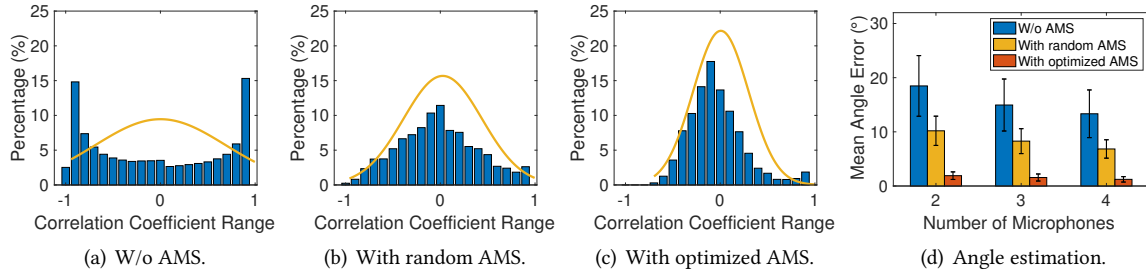 25
20
15
10
5
0
Percentage (%)
-1 0 1
Correlation Coefficient Range
(a) W/o AMS.
25
20
15
10
5
0
Percentage (%)
-1 0 1
Correlation Coefficient Range
(b) With random AMS.
25
20
15
10
5
0
Percentage (%)
-1 0 1
Correlation Coefficient Range
(c) With optimized AMS.
30
20
10
0
Mean Angle Error (°)
W/o AMS
With random AMS
With optimized AMS
2 3 4
Number of Microphones
(d) Angle estimation.